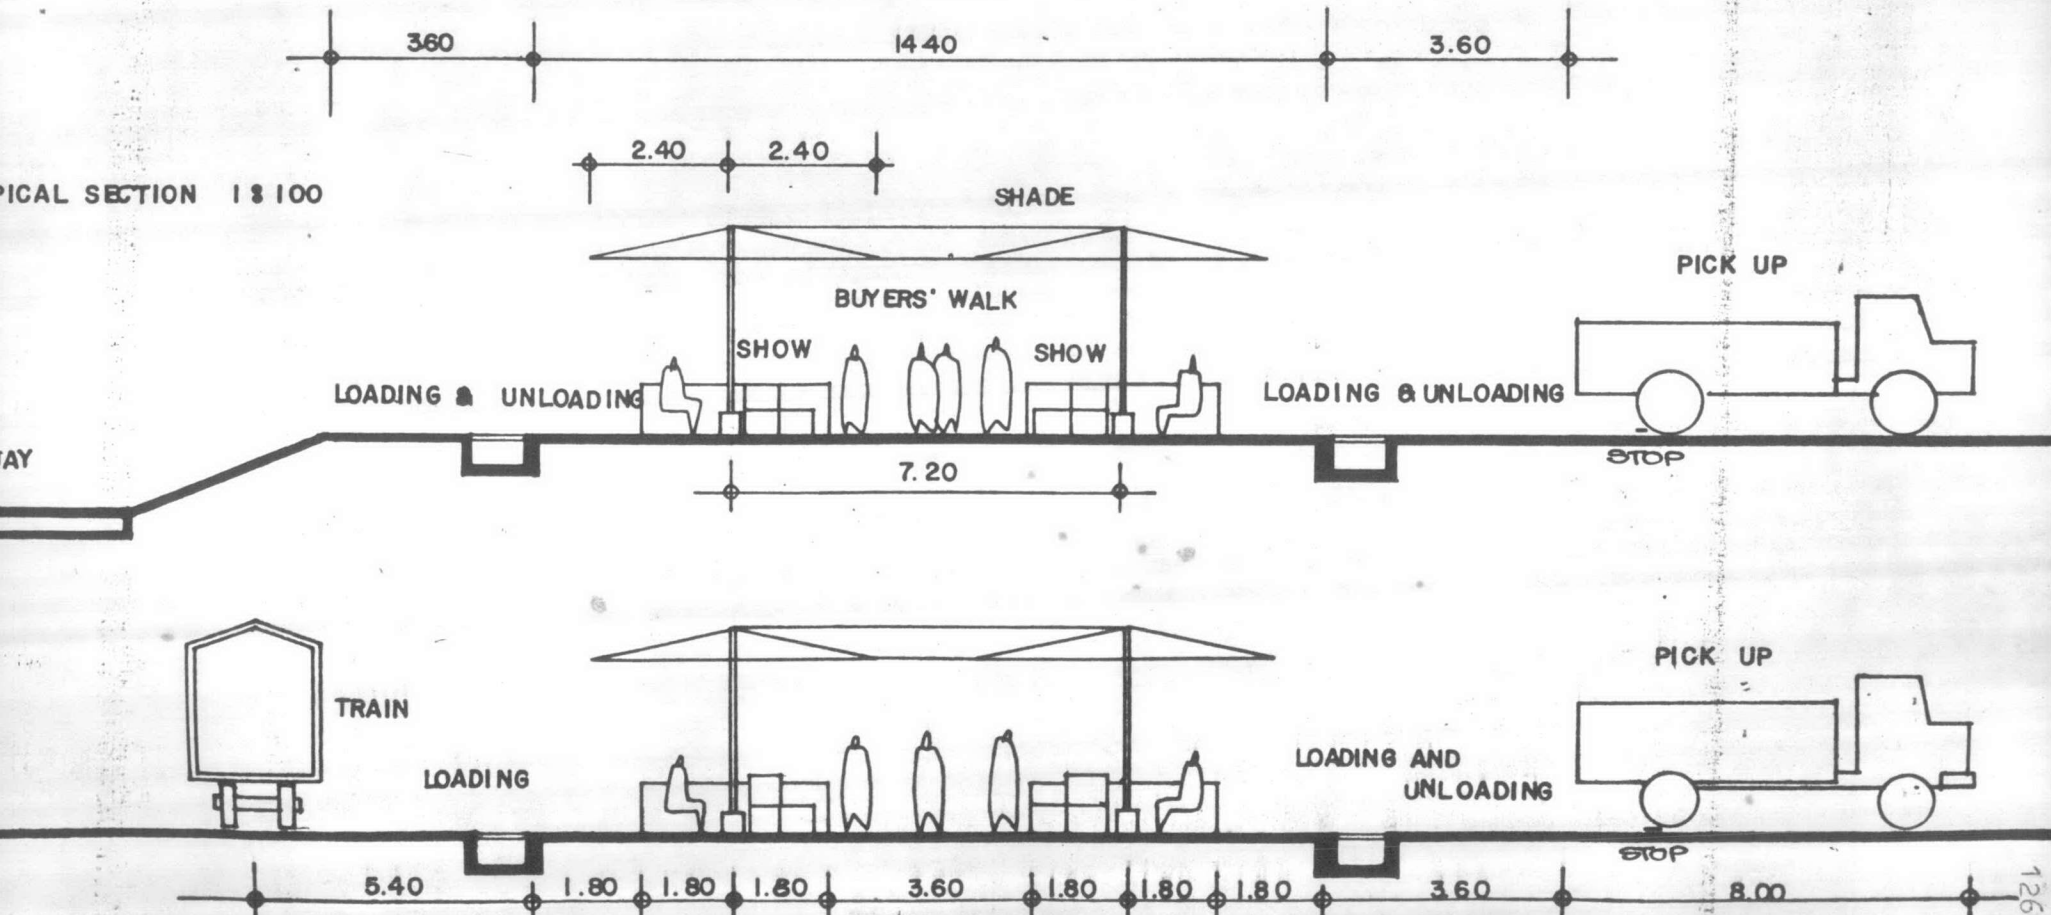 360 1440 3.60
2.40 2.40
PICAL SECTION 1:100
SHADE
PICK UP
BUYERS' WALK
SHOW SHOW
LOADING & UNLOADING LOADING & UNLOADING
STOP
7.20
PICK UP
TRAIN
LOADING LOADING AND
UNLOADING
STOP
5.40 1.80 1.80 1.80 3.60 1.80 1.80 1.80 3.60 8.00
126